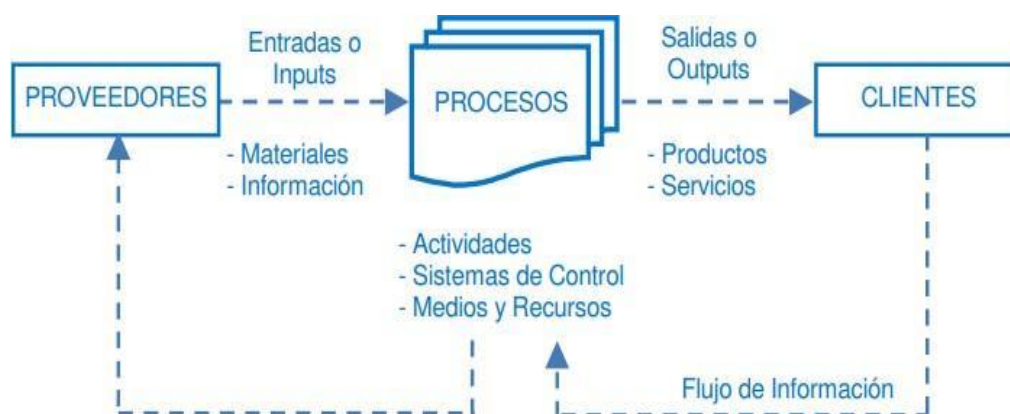 Entradas o
Inputs
Salidas o
Outputs
PROVEEDORES
PROCESOS
CLIENTES
- Materiales
- Información
- Productos
- Servicios
- Actividades
- Sistemas de Control
- Medios y Recursos
Flujo de Información